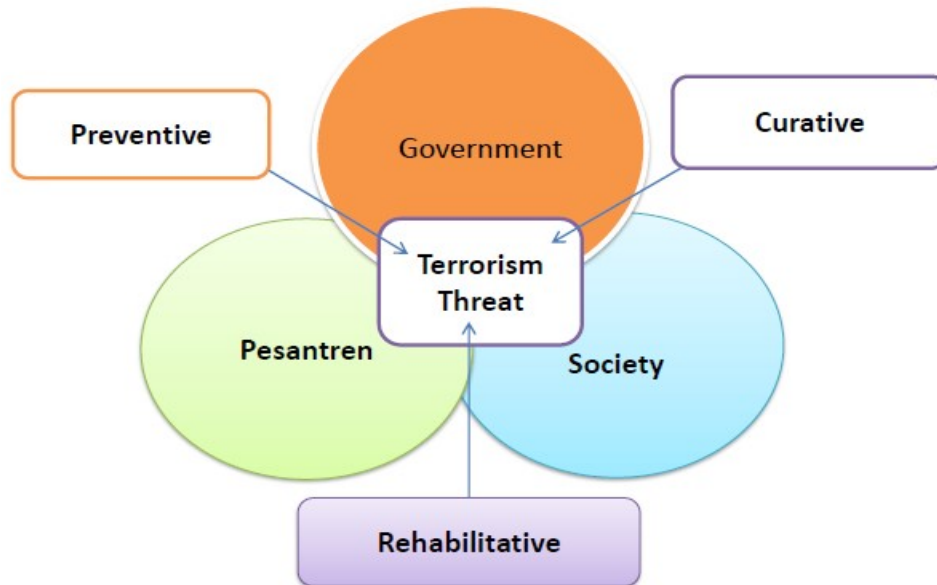 Preventive
Curative
Government
Terrorism
Threat
Pesantren
Society
Rehabilitative